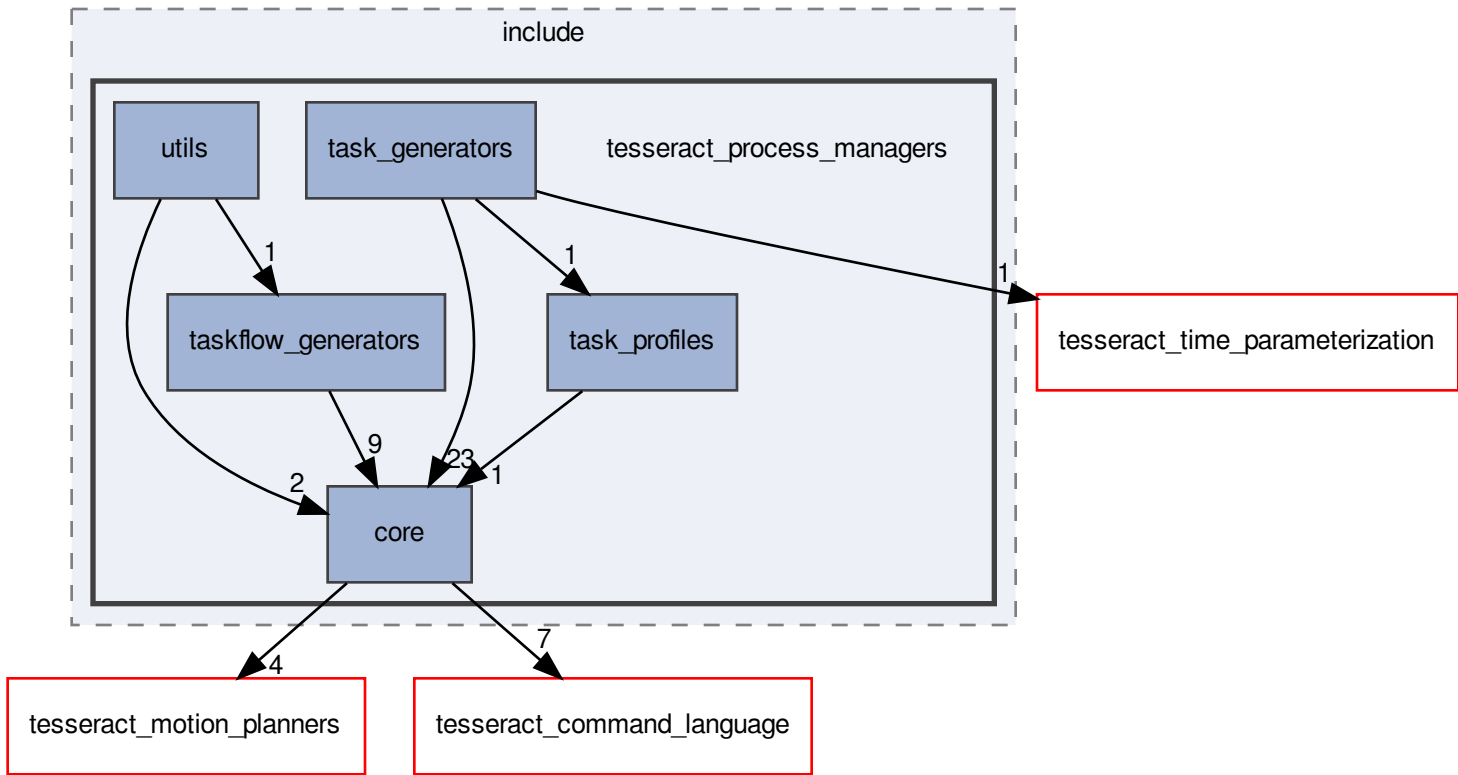 include
utils
task_generators
tesseract_process_managers
1
1
1
taskflow_generators
task_profiles
tesseract_time_parameterization
9
23
1
2
core
7
4
tesseract_motion_planners
tesseract_command_language